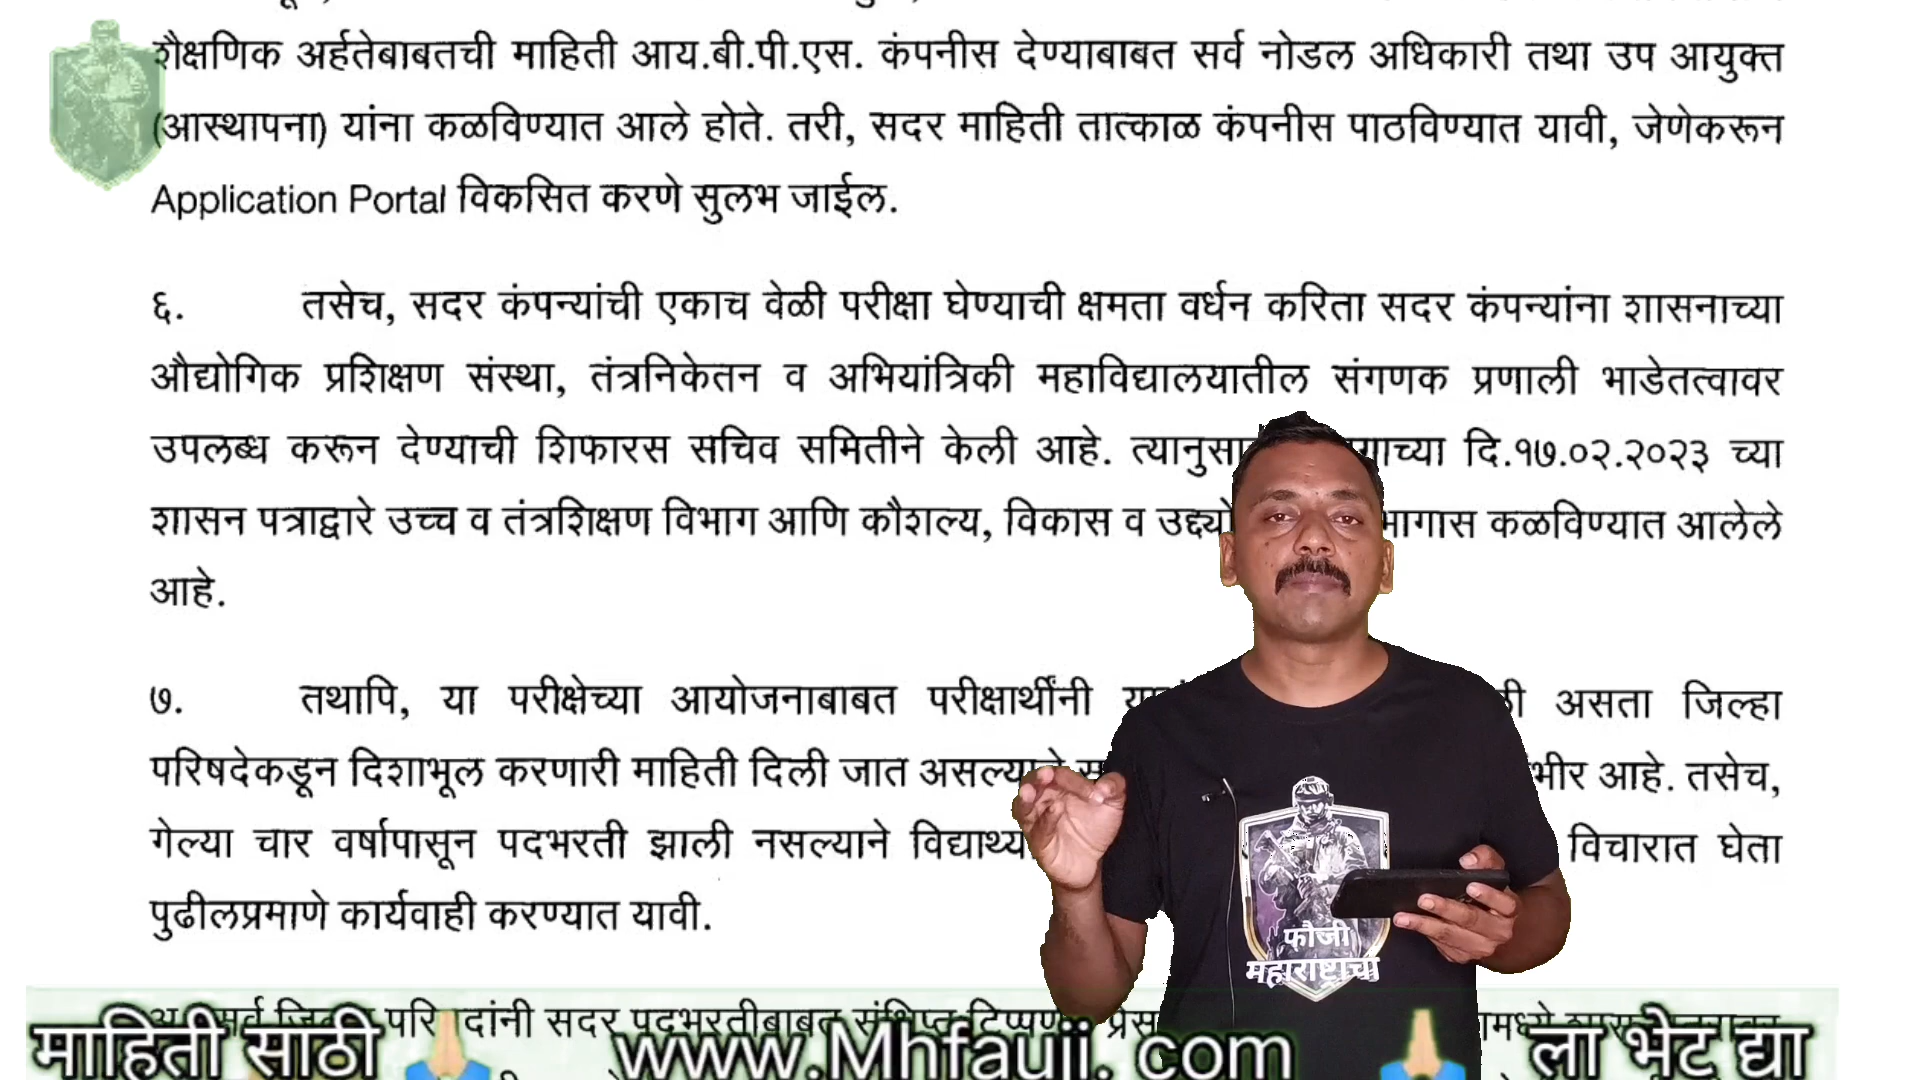 शैक्षणिक अर्हतेबाबतची माहिती आय.बी.पी.एस. कंपनीस देण्याबाबत सर्व नोडल अधिकारी तथा उप आयुक्त
(आस्थापना) यांना कळविण्यात आले होते. तरी, सदर माहिती तात्काळ कंपनीस पाठविण्यात यावी, जेणेकरून
Application Portal विकसित करणे सुलभ जाईल.
६. तसेच, सदर कंपन्यांची एकाच वेळी परीक्षा घेण्याची क्षमता वर्धन करिता सदर कंपन्यांना शासनाच्या
औद्योगिक प्रशिक्षण संस्था, तंत्रनिकेतन व अभियांत्रिकी महाविद्यालयातील संगणक प्रणाली भाडेतत्वावर
उपलब्ध करून देण्याची शिफारस सचिव समितीने केली आहे. दि.१७.०२.२०२३ च्या
शासन पत्राद्वारे उच्च व तंत्रशिक्षण विभाग आणि कौशल्य, विकास व कळविण्यात आलेले
आहे.
७. तथापि, या परीक्षेच्या आयोजनाबाबत परीक्षार्थींनी असता जिल्हा
परिषदेकडून दिशाभूल करणारी माहिती दिली जात आहे. तसेच,
गेल्या चार वर्षापासून पदभरती झाली नसल्याने विचारात घेता
पुढीलप्रमाणे कार्यवाही करण्यात यावी.
सर्व सदर पदभरतीबाबत संक्षिप्त
माहिती साठी www.Mhfauji.com ला भेट द्या
फौजी
महाराष्ट्राचा